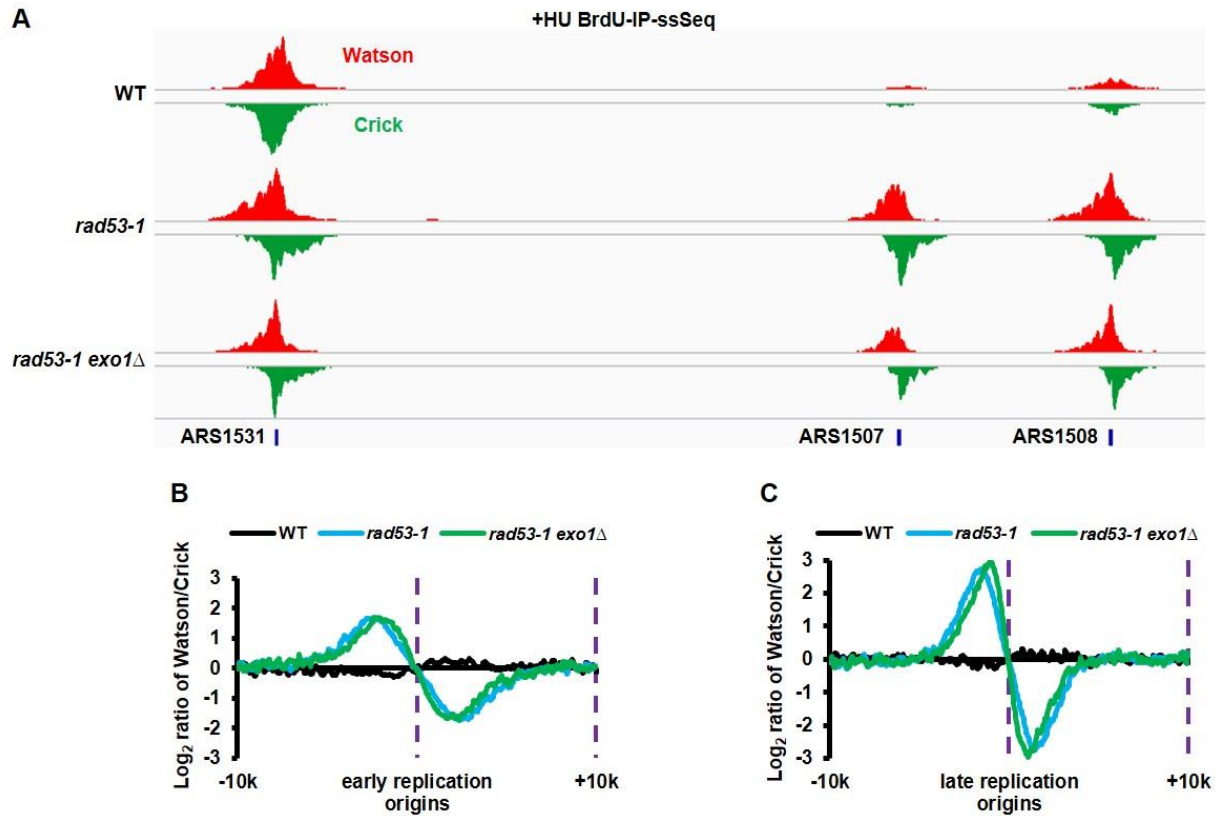 A
+HU BrdU-IP-ssSeq
Watson
WT
Crick
rad53-1
rad53-1 exo1Δ
ARS1531
ARS1507
ARS1508
B
WT rad53-1 rad53-1 exo1Δ
Log₂ ratio of Watson/Crick
3
2
1
0
-1
-2
-3
-10k
early replication
origins
+10k
C
WT rad53-1 rad53-1 exo1Δ
Log₂ ratio of Watson/Crick
3
2
1
0
-1
-2
-3
-10k
late replication
origins
+10k